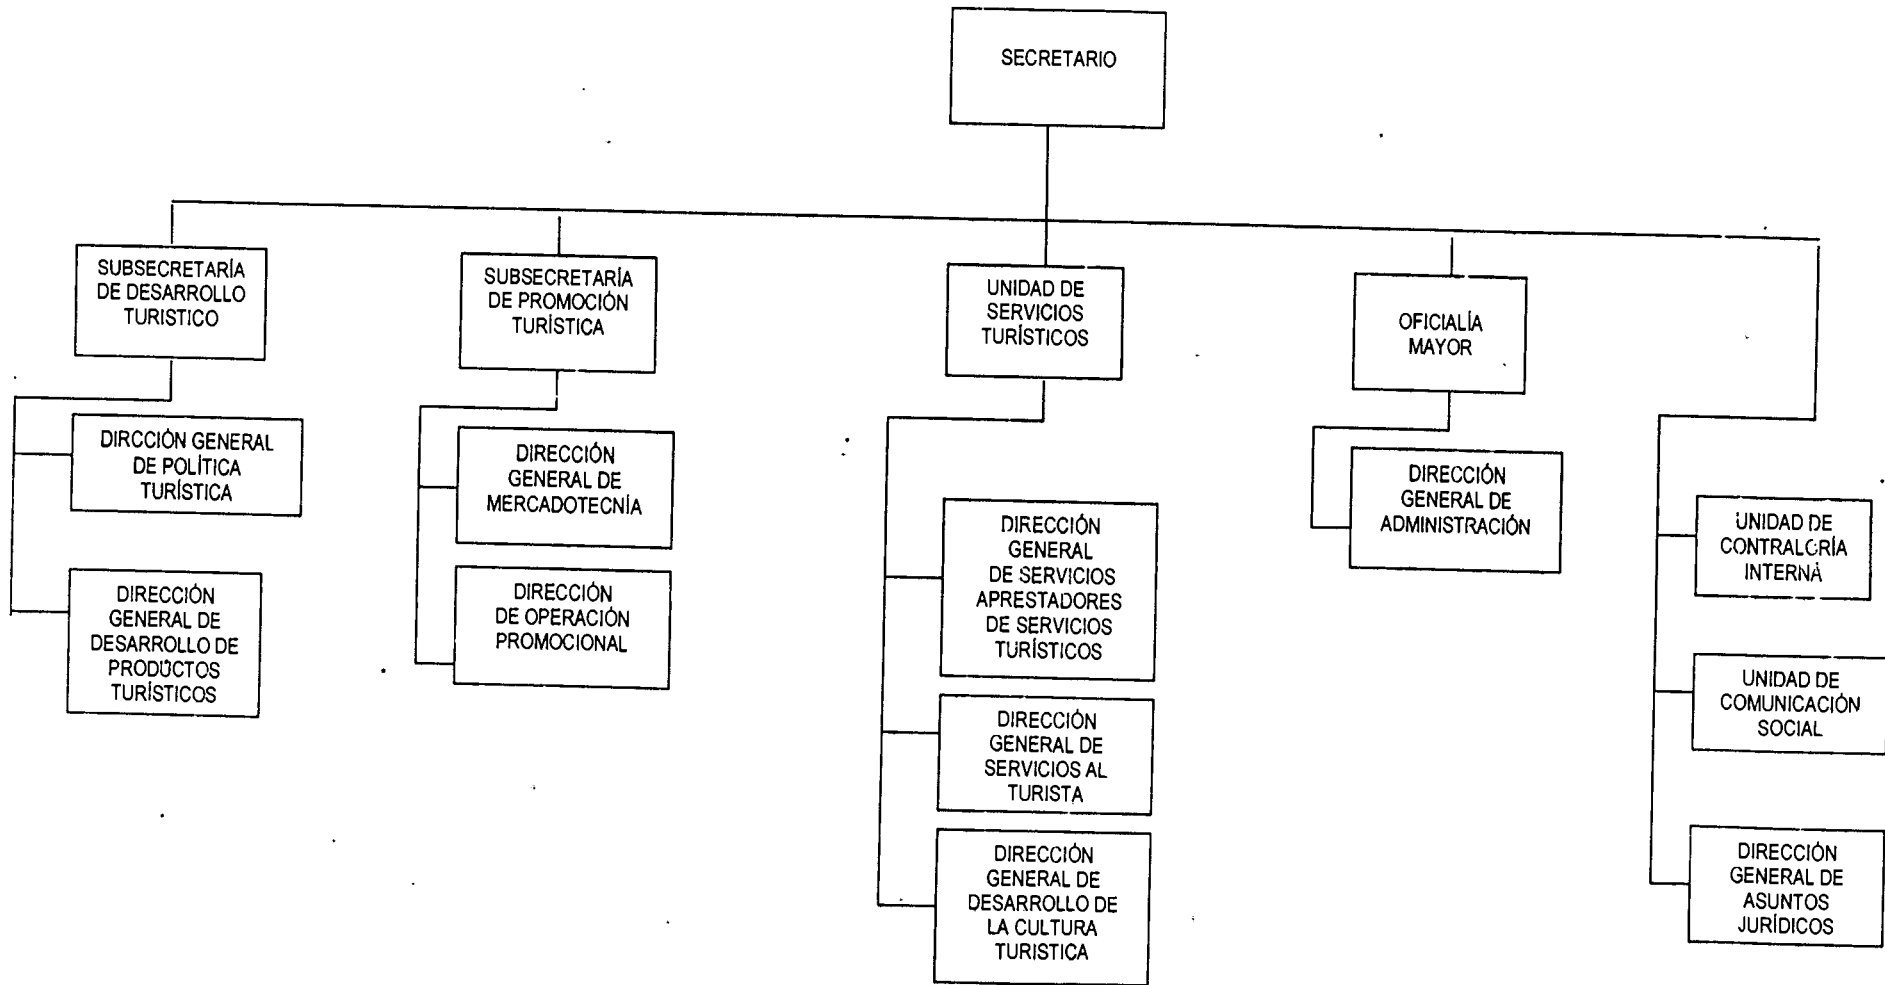 SECRETARIO
SUBSECRETARÍA
DE DESARROLLO
TURISTICO
SUBSECRETARÍA
DE PROMOCIÓN
TURÍSTICA
UNIDAD DE
SERVICIOS
TURÍSTICOS
OFICIALÍA
MAYOR
DIRCCIÓN GENERAL
DE POLÍTICA
TURÍSTICA
DIRECCIÓN
GENERAL DE
DESARROLLO DE
PRODUCTOS
TURÍSTICOS
DIRECCIÓN
GENERAL DE
MERCADOTECNÍA
DIRECCIÓN
DE OPERACIÓN
PROMOCIONAL
DIRECCIÓN
GENERAL
DE SERVICIOS
APRESTADORES
DE SERVICIOS
TURÍSTICOS
DIRECCIÓN
GENERAL DE
SERVICIOS AL
TURISTA
DIRECCIÓN
GENERAL DE
DESARROLLO DE
LA CULTURA
TURISTICA
DIRECCIÓN
GENERAL DE
ADMINISTRACIÓN
UNIDAD DE
CONTRALORÍA
INTERNA
UNIDAD DE
COMUNICACIÓN
SOCIAL
DIRECCIÓN
GENERAL DE
ASUNTOS
JURÍDICOS